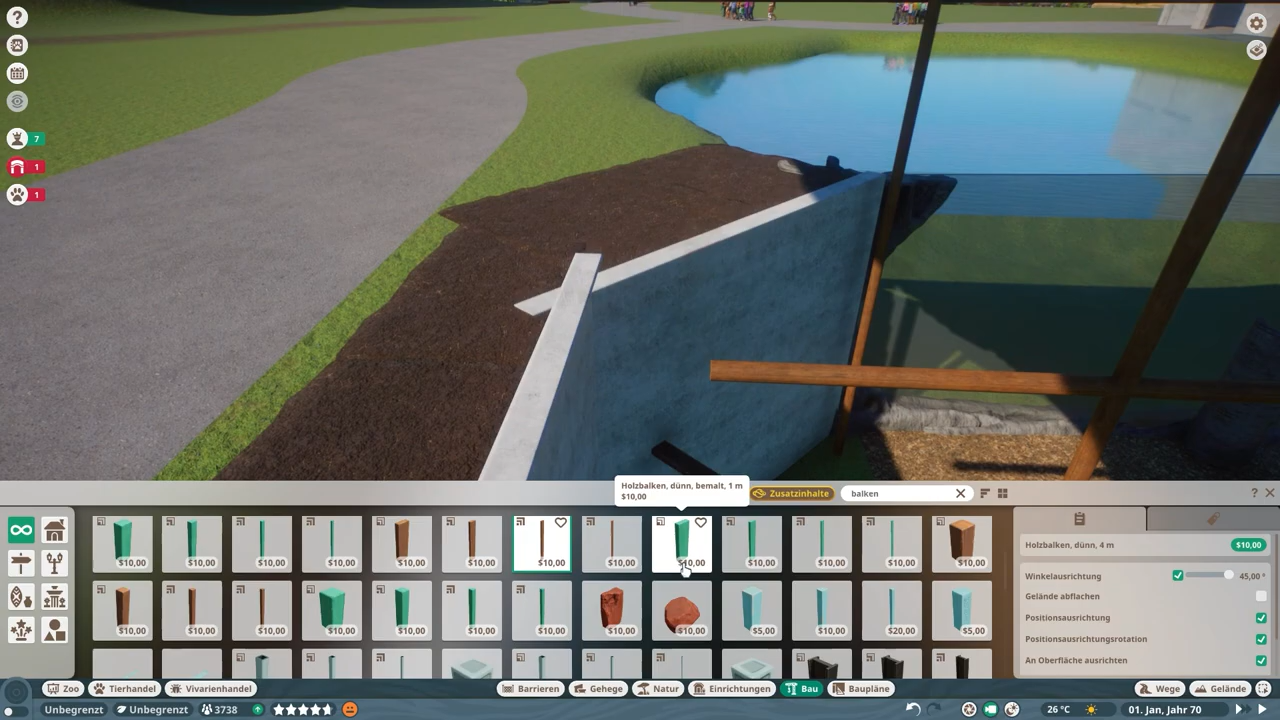 ?
7
1
1
Holzbalken, dünn, bemalt, 1 m
$10,00
Zusatzinhalte
balken
?
$10,00 $10,00 $10,00 $10,00 $10,00 $10,00 $10,00 $10,00 $10,00 $10,00 $10,00 $10,00 $10,00
$10,00 $10,00 $10,00 $10,00 $10,00 $10,00 $10,00 $10,00 $10,00 $5,00 $10,00 $20,00 $5,00
Holzbalken, dünn, 4 m $10,00
Winkelausrichtung 45,00 °
Gelände abflachen
Positionsausrichtung
Positionsausrichtungsrotation
An Oberfläche ausrichten
Zoo Tierhandel Vivarienhandel Barrieren Gehege Natur Einrichtungen Bau Baupläne Wege Gelände
Unbegrenzt Unbegrenzt 3738 26 °C 01. Jan, Jahr 70